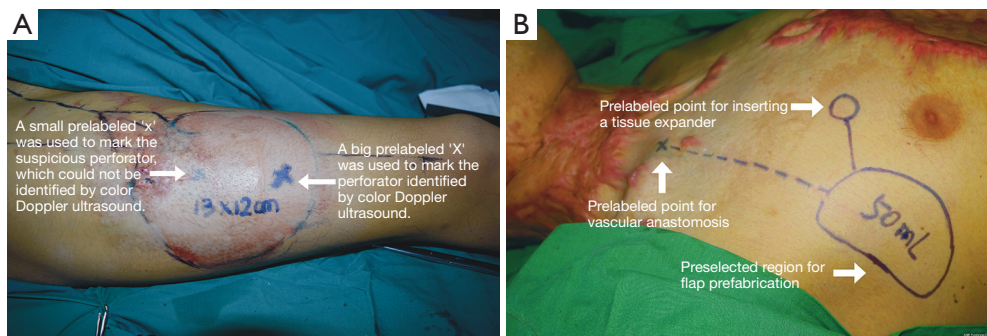 A
A small prelabeled 'x'
was used to mark the
suspicious perforator,
which could not be
identified by color
Doppler ultrasound.
A big prelabeled 'X'
was used to mark the
perforator identified
by color Doppler
ultrasound.
13 x 12cm
B
Prelabeled point for inserting
a tissue expander
Prelabeled point for
vascular anastomosis
50 mL
Preselected region for
flap prefabrication